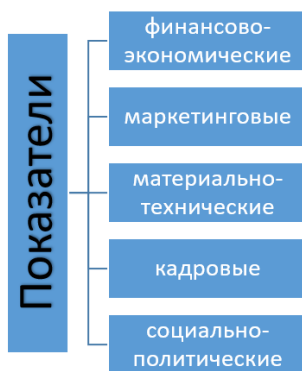 Показатели
финансово-
экономические
маркетинговые
материально-
технические
кадровые
социально-
политические